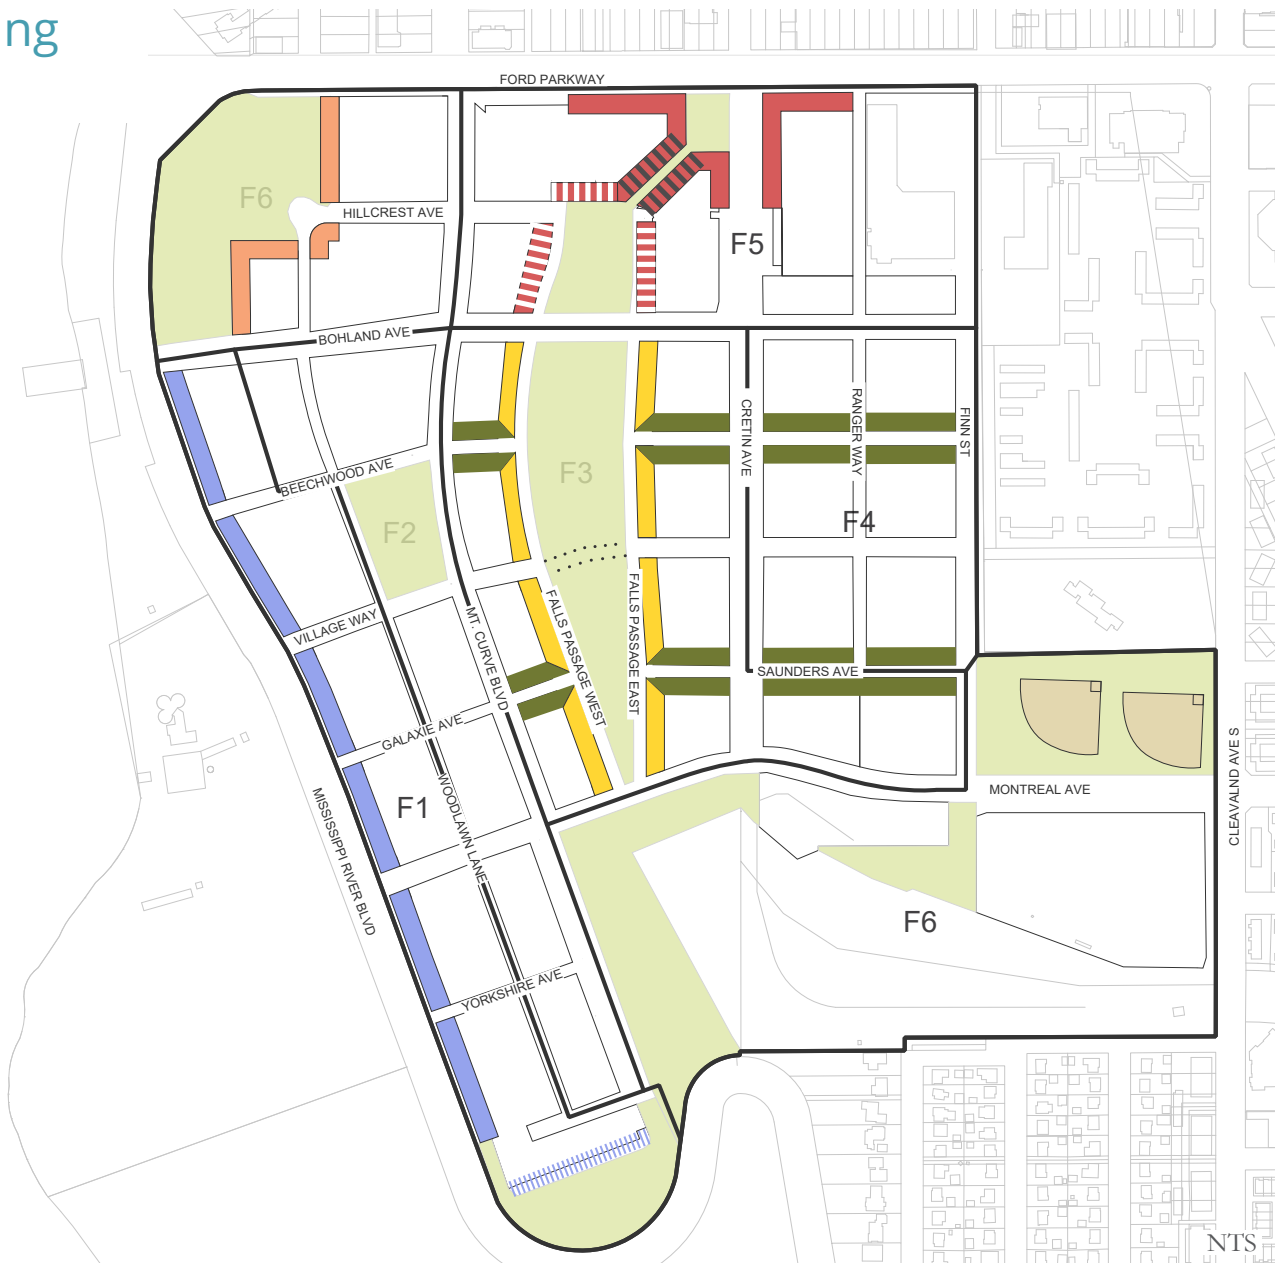 ng
FORD PARKWAY
F6
HILLCREST AVE
F5
BOHLAND AVE
CRETIN AVE
RANGER WAY
FINN ST
BEECHWOOD AVE
F3
F2
F4
FALLS PASSAGE WEST
FALLS PASSAGE EAST
MT. CURVE BLVD
VILLAGE WAY
SAUNDERS AVE
GALAXIE AVE
CLEAVALND AVE S
MONTREAL AVE
MISSISSIPPI RIVER BLVD
F1
WOODLAWN LANE
F6
YORKSHIRE AVE
NTS